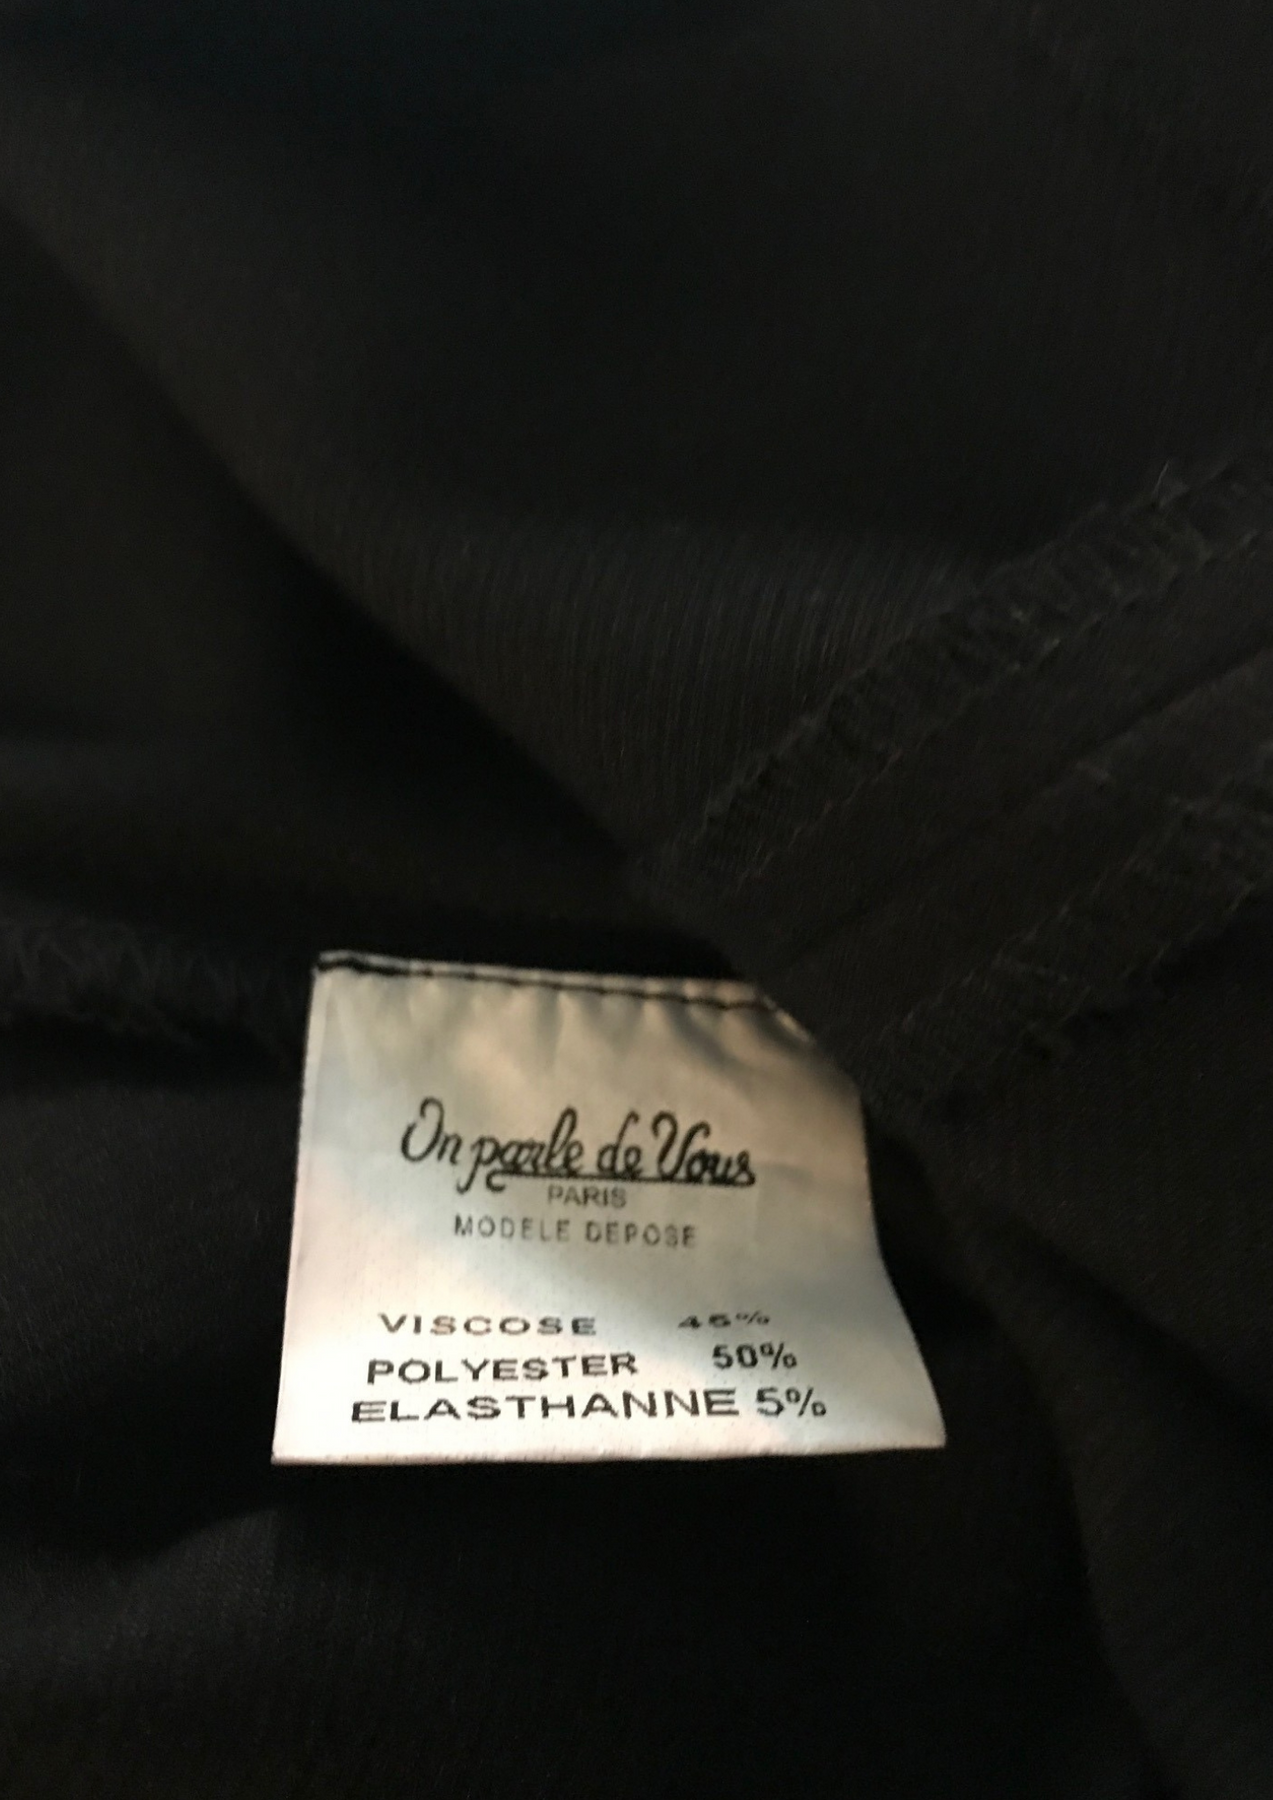 On parle de Vous
PARIS
MODELE DEPOSE
VISCOSE 45%
POLYESTER 50%
ELASTHANNE 5%